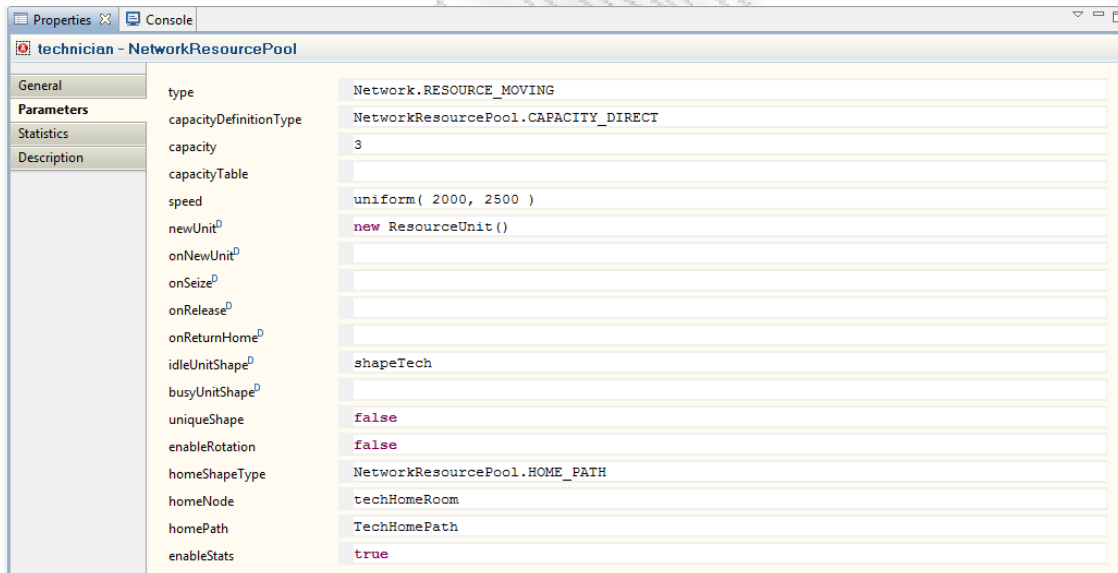 Properties Console
technician - NetworkResourcePool
General
Parameters
Statistics
Description
type Network.RESOURCE_MOVING
capacityDefinitionType NetworkResourcePool.CAPACITY_DIRECT
capacity 3
capacityTable
speed uniform( 2000, 2500 )
newUnitD new ResourceUnit()
onNewUnitD
onSeizeD
onReleaseD
onReturnHomeD
idleUnitShapeD shapeTech
busyUnitShapeD
uniqueShape false
enableRotation false
homeShapeType NetworkResourcePool.HOME_PATH
homeNode techHomeRoom
homePath TechHomePath
enableStats true